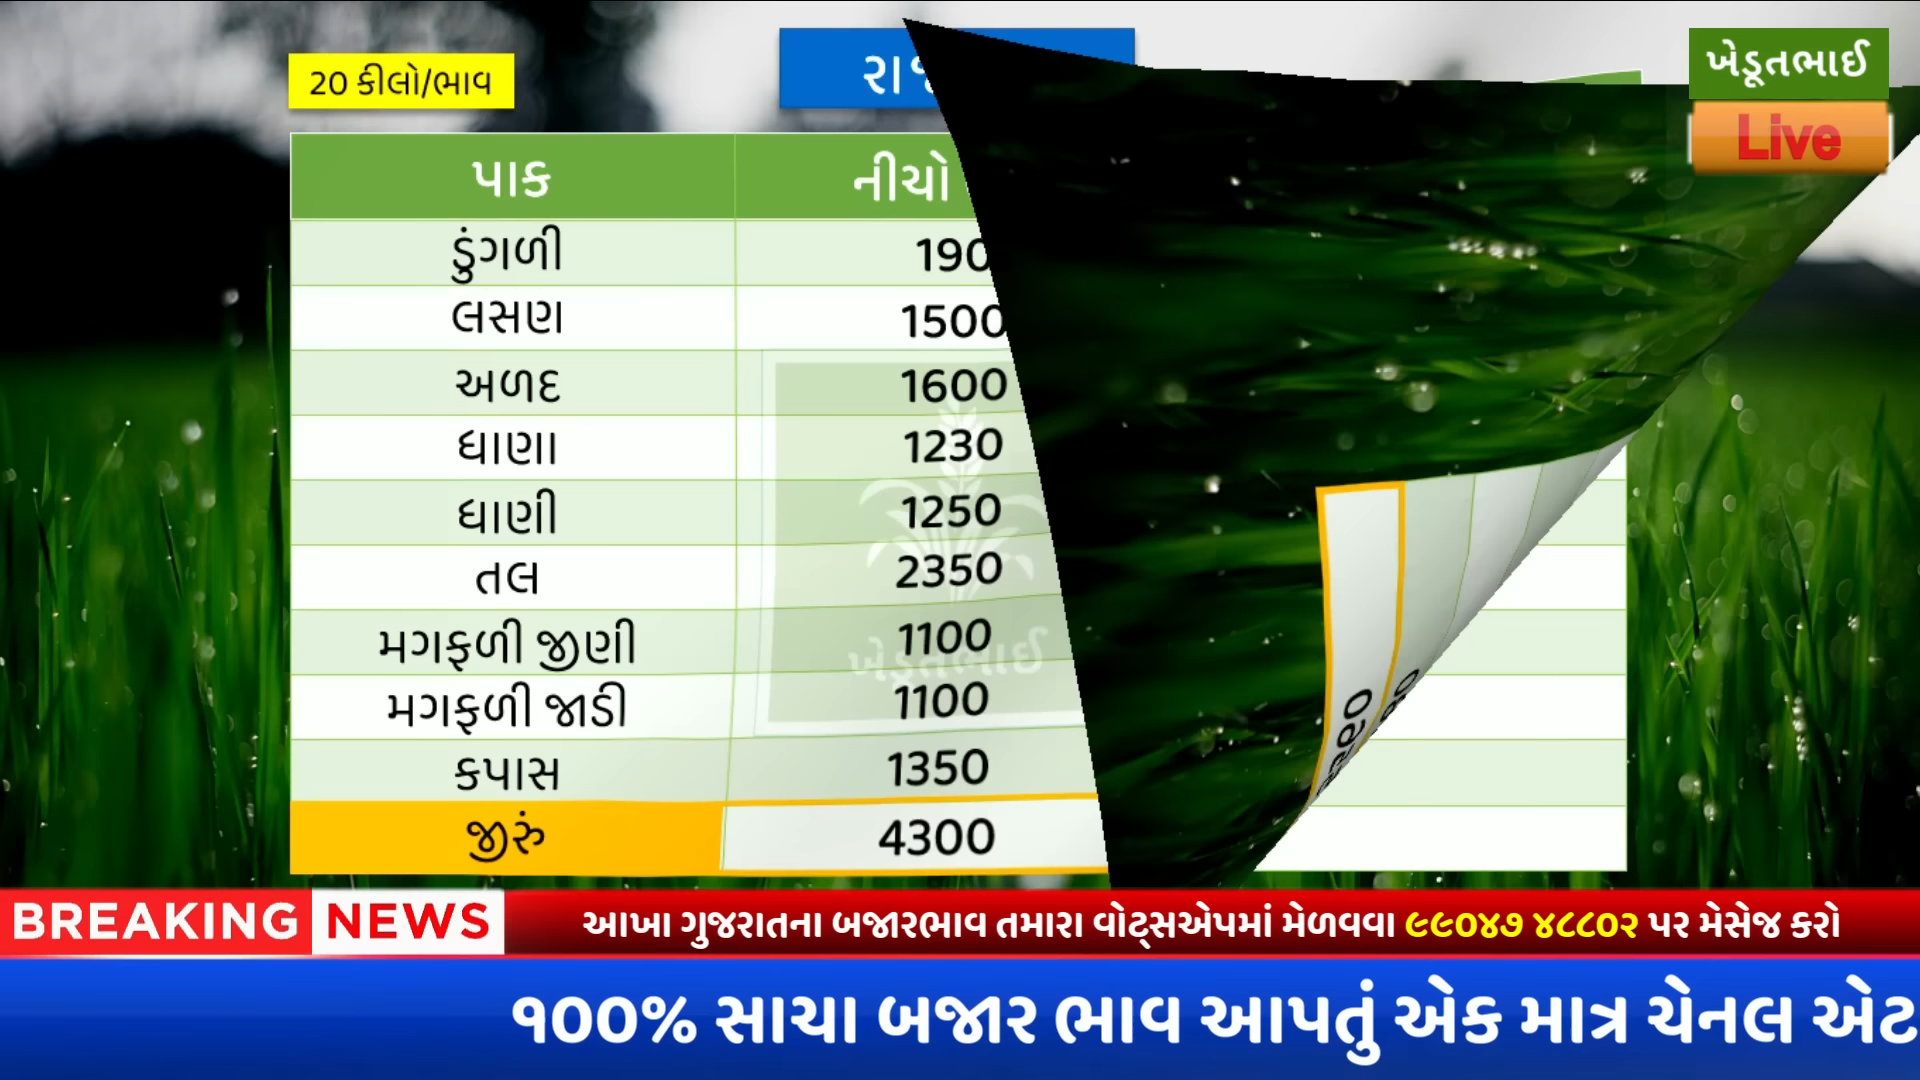 20 કીલો/ભાવ
ખેડૂતભાઈ
Live
પાક નીચો
ડુંગળી 190
લસણ 1500
અળદ 1600
ધાણા 1230
ધાણી 1250
તલ 2350
મગફળી જીણી 1100
ખેડૂતભાઈ
મગફળી જાડી 1100
કપાસ 1350
જીરું 4300
BREAKING NEWS
આખા ગુજરાતના બજારભાવ તમારા વોટ્સએપમાં મેળવવા ૯૯૦૪૭ ૪૮૮૦૨ પર મેસેજ કરો
૧૦૦% સાચા બજાર ભાવ આપતું એક માત્ર ચેનલ એટ